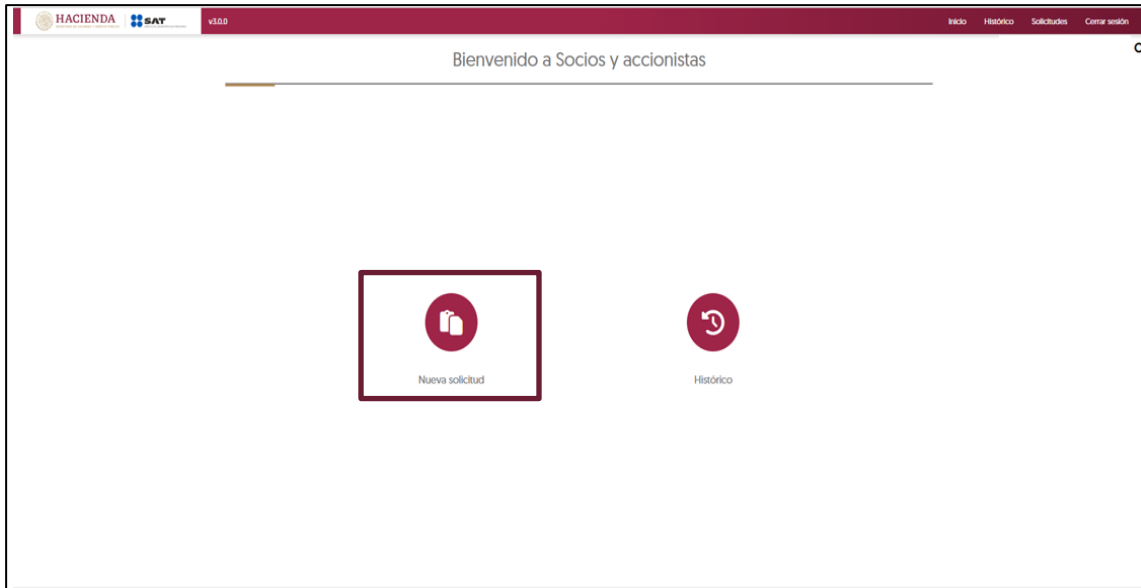 HACIENDA SAT v3.0.0 Inicio Histórico Solicitudes Cerrar sesión
Bienvenido a Socios y accionistas
Nueva solicitud Histórico